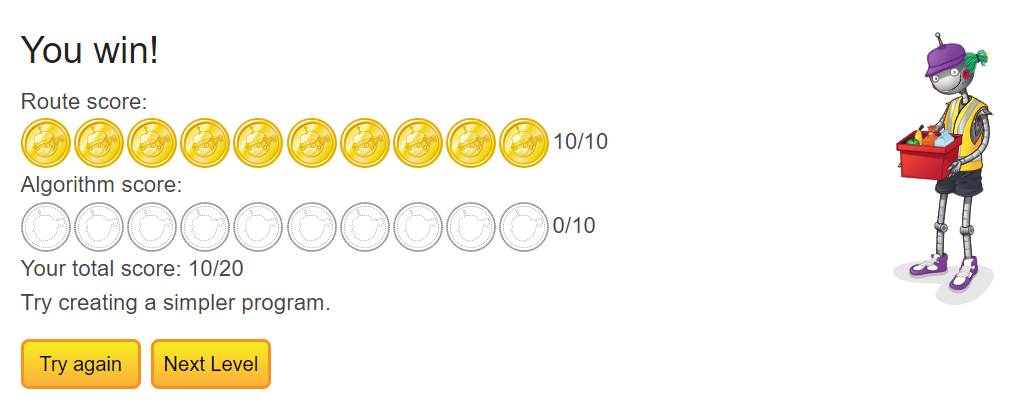 You win!
Route score:
10/10
Algorithm score:
0/10
Your total score: 10/20
Try creating a simpler program.
Try again
Next Level